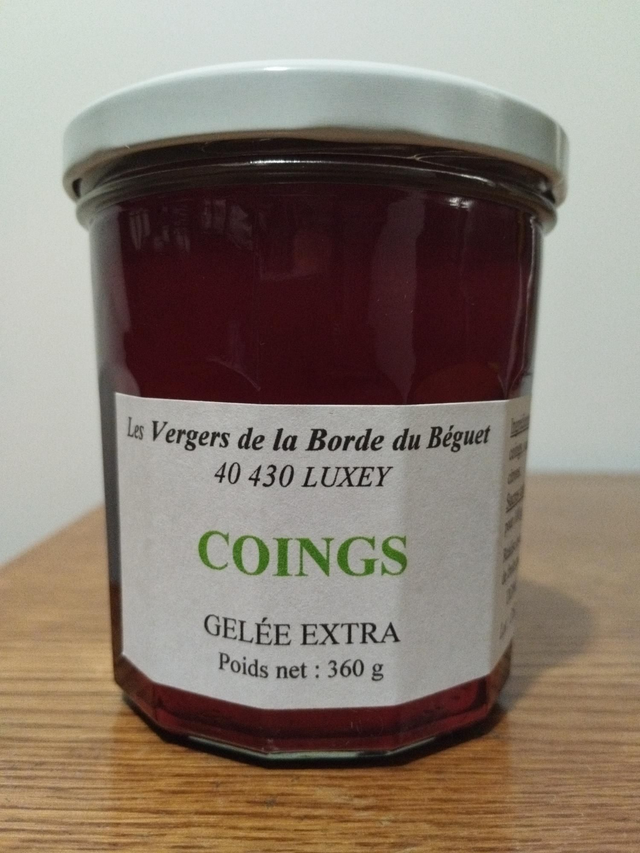 Les Vergers de la Borde du Béguet
40 430 LUXEY
COINGS
GELÉE EXTRA
Poids net : 360 g